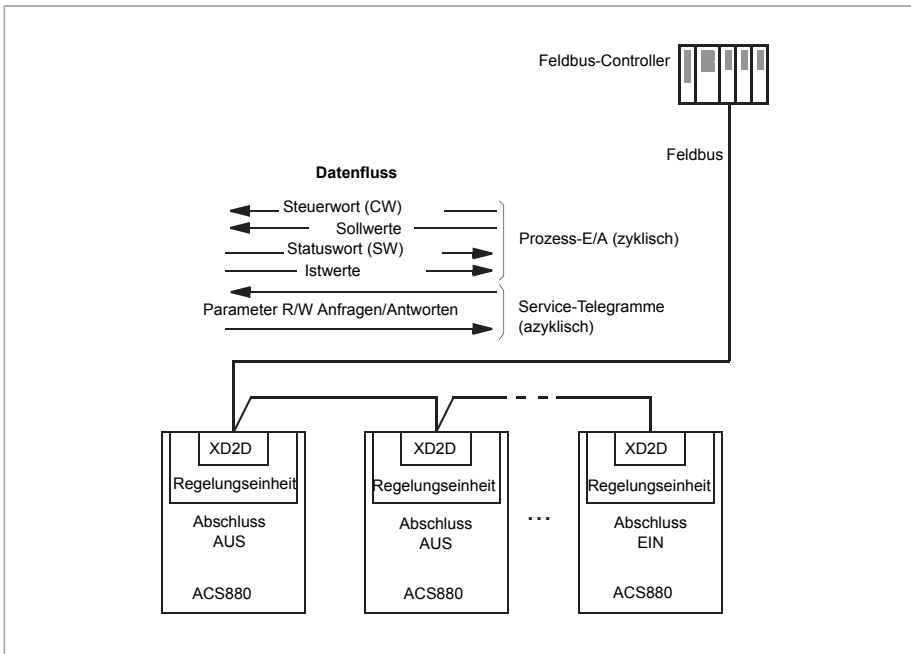 Feldbus-Controller
Feldbus
Datenfluss
Steuerwort (CW)
Sollwerte
Statuswort (SW)
Istwerte
Prozess-E/A (zyklisch)
Parameter R/W Anfragen/Antworten
Service-Telegramme
(azyklisch)
XD2D
Regelungseinheit
Abschluss
AUS
ACS880
XD2D
Regelungseinheit
Abschluss
AUS
ACS880
...
XD2D
Regelungseinheit
Abschluss
EIN
ACS880